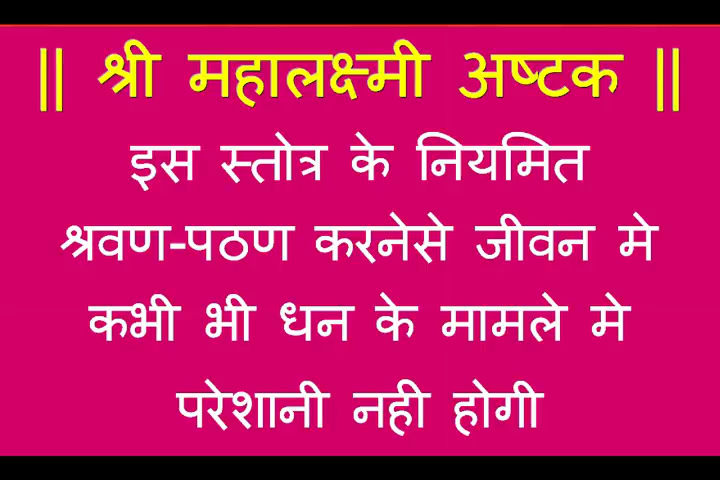 || श्री महालक्ष्मी अष्टक ||
इस स्तोत्र के नियमित
श्रवण-पठण करनेसे जीवन मे
कभी भी धन के मामले मे
परेशानी नही होगी